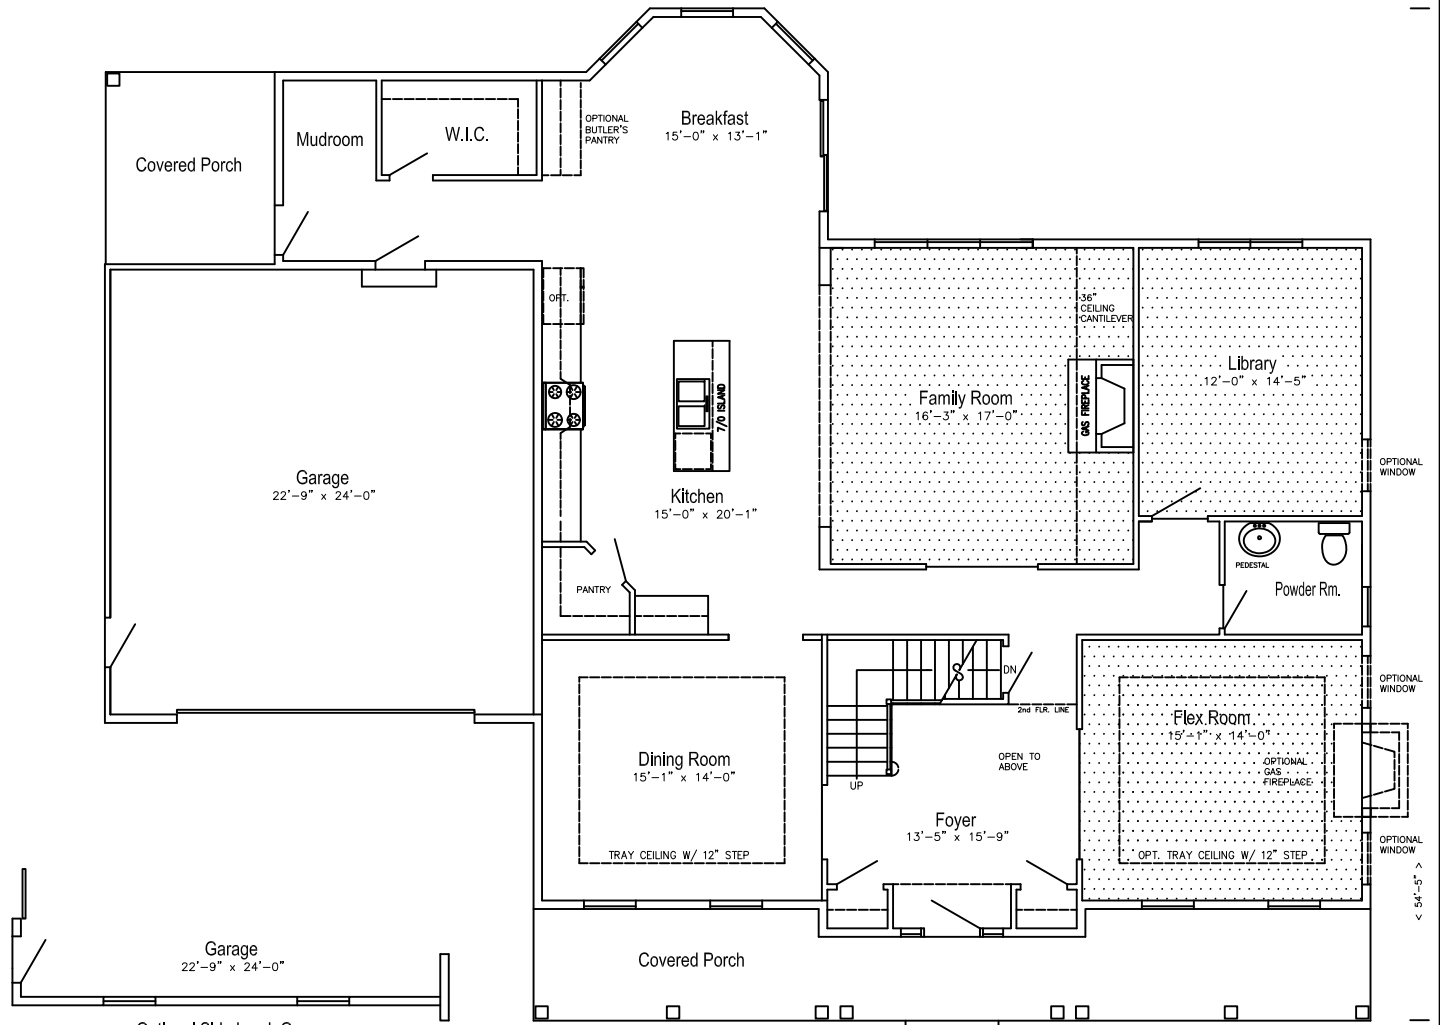 Breakfast
15'-0" x 13'-1"
OPTIONAL
BUTLER'S
PANTRY
Mudroom
W.I.C.
Covered Porch
OPT.
36"
CEILING
CANTILEVER
Library
12'-0" x 14'-5"
Family Room
16'-3" x 17'-0"
GAS FIREPLACE
7/0 ISLAND
Garage
22'-9" x 24'-0"
Kitchen
15'-0" x 20'-1"
OPTIONAL
WINDOW
PEDESTAL
Powder Rm.
PANTRY
DN
2nd FLR. LINE
OPTIONAL
WINDOW
Flex Room
15'-1" x 14'-0"
Dining Room
15'-1" x 14'-0"
OPEN TO
ABOVE
OPTIONAL
GAS
FIREPLACE
UP
Foyer
13'-5" x 15'-9"
TRAY CEILING W/ 12" STEP
OPT. TRAY CEILING W/ 12" STEP
OPTIONAL
WINDOW
< 54'-5" >
Garage
22'-9" x 24'-0"
Covered Porch